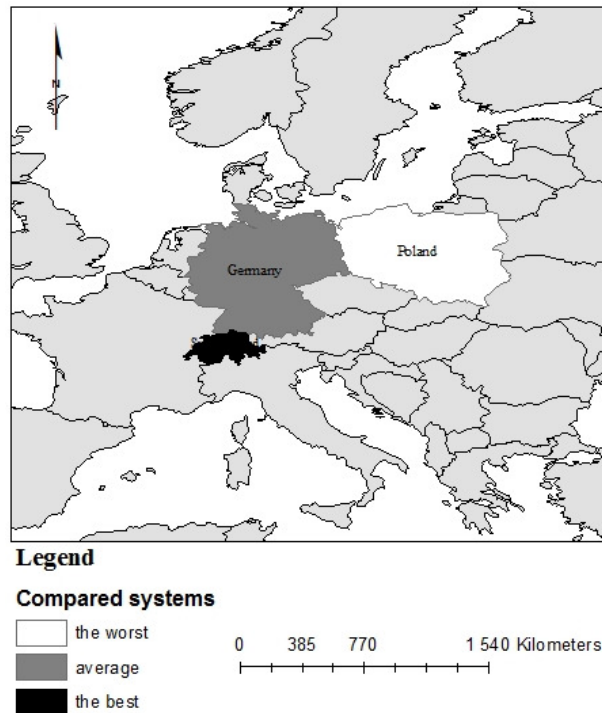 N
Poland
Germany
Legend
Compared systems
the worst
average
the best
0 385 770 1 540 Kilometers